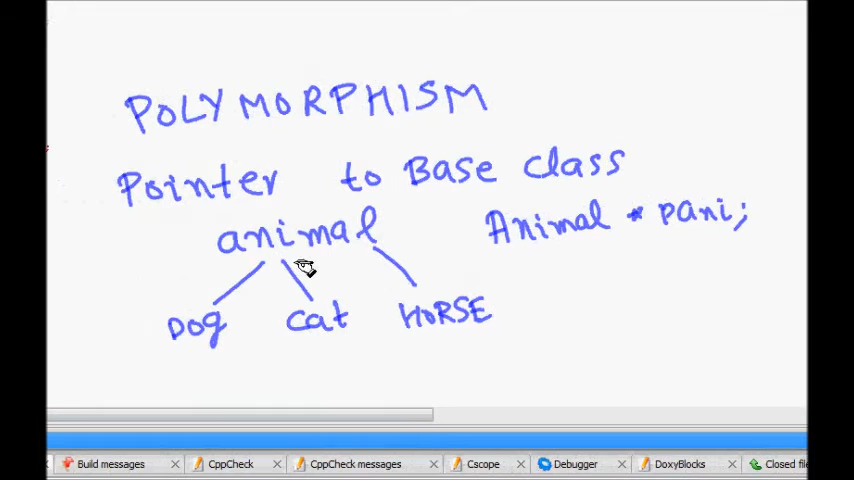 POLYMORPHISM
Pointer to Base class
animal Animal * pani;
Dog cat HORSE
Build messages CppCheck CppCheck messages Cscope Debugger DoxyBlocks Closed file